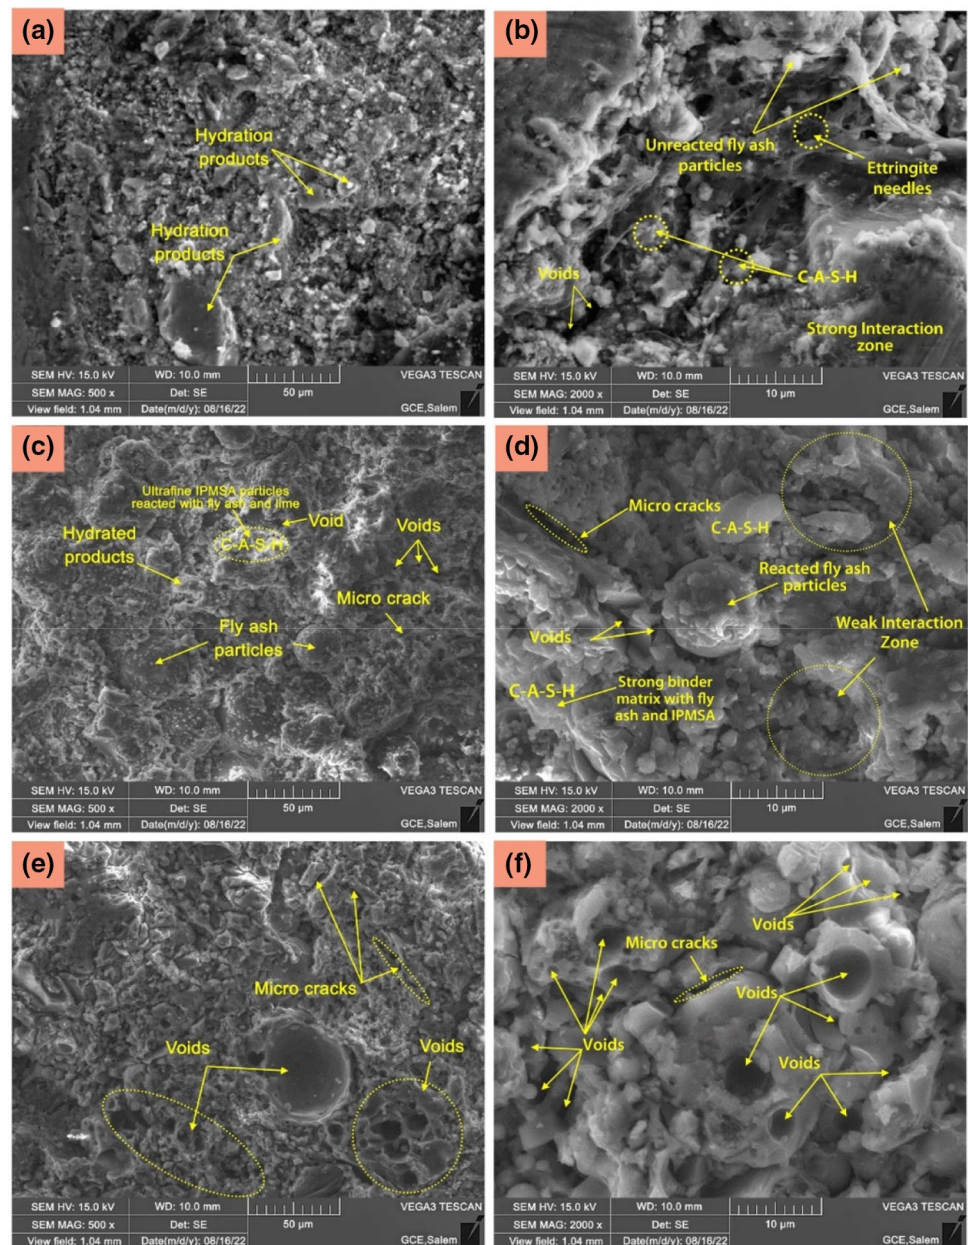 (a)
Hydration
products
Hydration
products
SEM HV: 15.0 kV WD: 10.0 mm VEGA3 TESCAN
SEM MAG: 500 x Det: SE 50 µm
View field: 1.04 mm Date(m/d/y): 08/16/22 GCE,Salem
(b)
Unreacted fly ash
particles
Ettringite
needles
Voids
C-A-S-H
Strong Interaction
zone
SEM HV: 15.0 kV WD: 10.0 mm VEGA3 TESCAN
SEM MAG: 2000 x Det: SE 10 µm
View field: 1.04 mm Date(m/d/y): 08/16/22 GCE,Salem
(c)
Ultrafine IPMSA particles
reacted with fly ash and lime
Void
Voids
C-A-S-H
Hydrated
products
Micro crack
Fly ash
particles
SEM HV: 15.0 kV WD: 10.0 mm VEGA3 TESCAN
SEM MAG: 500 x Det: SE 50 µm
View field: 1.04 mm Date(m/d/y): 08/16/22 GCE,Salem
(d)
Micro cracks
C-A-S-H
Reacted fly ash
particles
Voids
Weak Interaction
Zone
C-A-S-H
Strong binder
matrix with fly
ash and IPMSA
SEM HV: 15.0 kV WD: 10.0 mm VEGA3 TESCAN
SEM MAG: 2000 x Det: SE 10 µm
View field: 1.04 mm Date(m/d/y): 08/16/22 GCE,Salem
(e)
Micro cracks
Voids
Voids
SEM HV: 15.0 kV WD: 10.0 mm VEGA3 TESCAN
SEM MAG: 500 x Det: SE 50 µm
View field: 1.04 mm Date(m/d/y): 08/16/22 GCE,Salem
(f)
Voids
Micro cracks
Voids
Voids
Voids
SEM HV: 15.0 kV WD: 10.0 mm VEGA3 TESCAN
SEM MAG: 2000 x Det: SE 10 µm
View field: 1.04 mm Date(m/d/y): 08/16/22 GCE,Salem